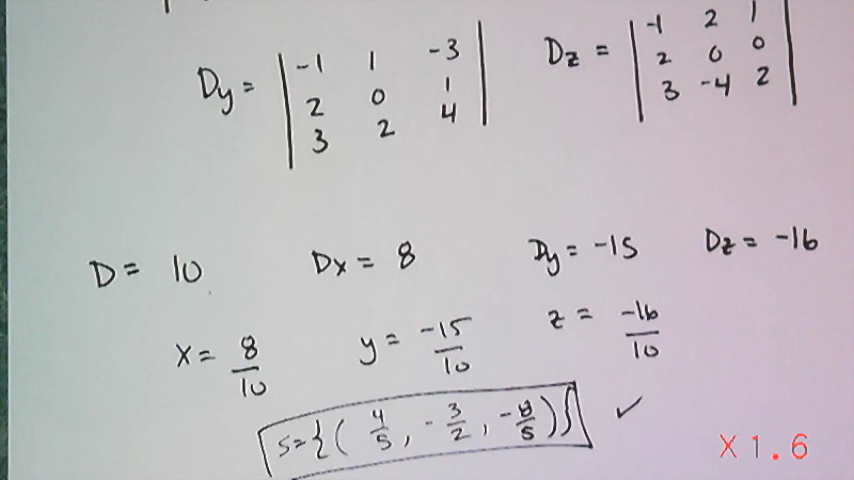 Dy = | -1 1 -3 | Dz = | -1 2 1 |
| 2 0 1 | | 2 0 0 |
| 3 2 4 | | 3 -4 2 |
D = 10 Dx = 8 Dy = -15 Dz = -16
x = 8/10 y = -15/10 z = -16/10
S={( 4/5 , - 3/2 , - 8/5 )} ✓
X1.6